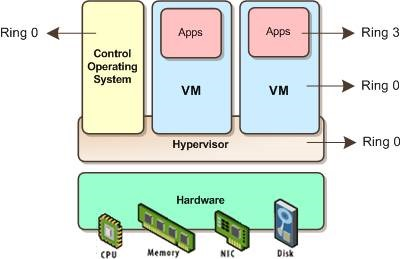 Ring 0
Control
Operating
System
Apps
VM
Apps
VM
Ring 3
Ring 0
Hypervisor
Ring 0
Hardware
CPU
Memory
NIC
Disk